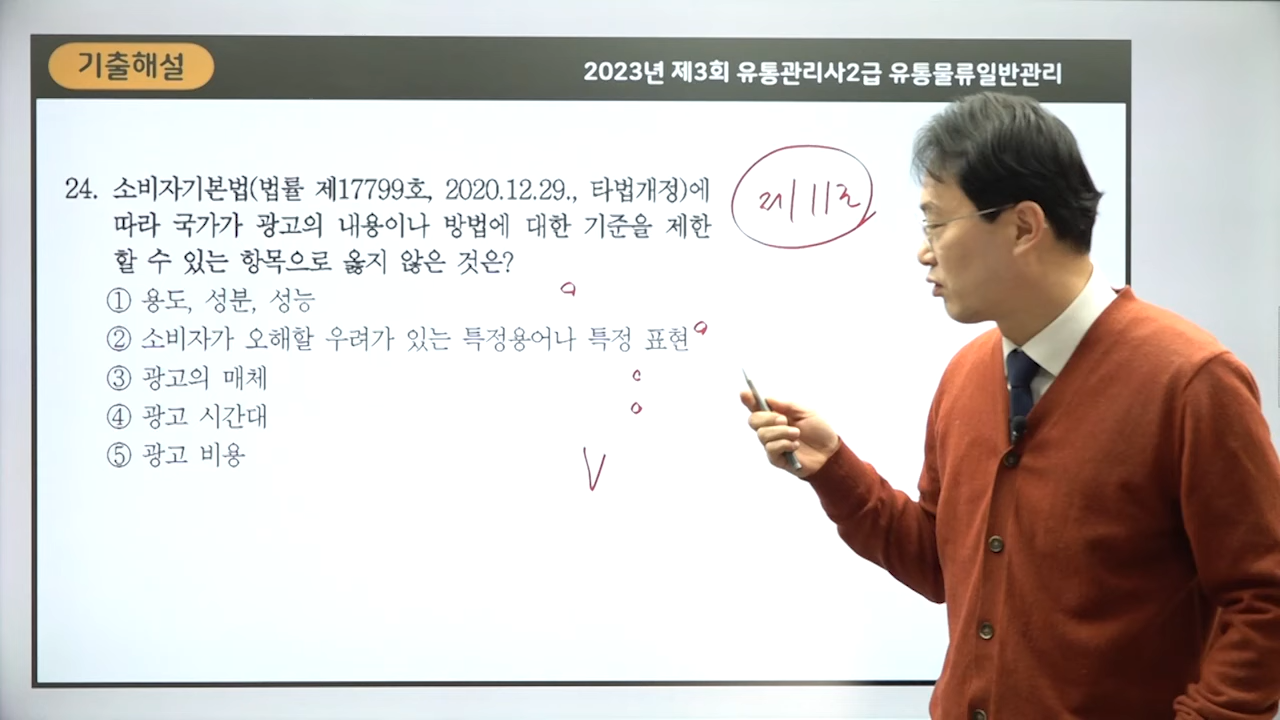 기출해설
2023년 제3회 유통관리사2급 유통물류일반관리
24. 소비자기본법(법률 제17799호, 2020.12.29., 타법개정)에
따라 국가가 광고의 내용이나 방법에 대한 기준을 제한
할 수 있는 항목으로 옳지 않은 것은?
① 용도, 성분, 성능
② 소비자가 오해할 우려가 있는 특정용어나 특정 표현
③ 광고의 매체
④ 광고 시간대
⑤ 광고 비용
제11조